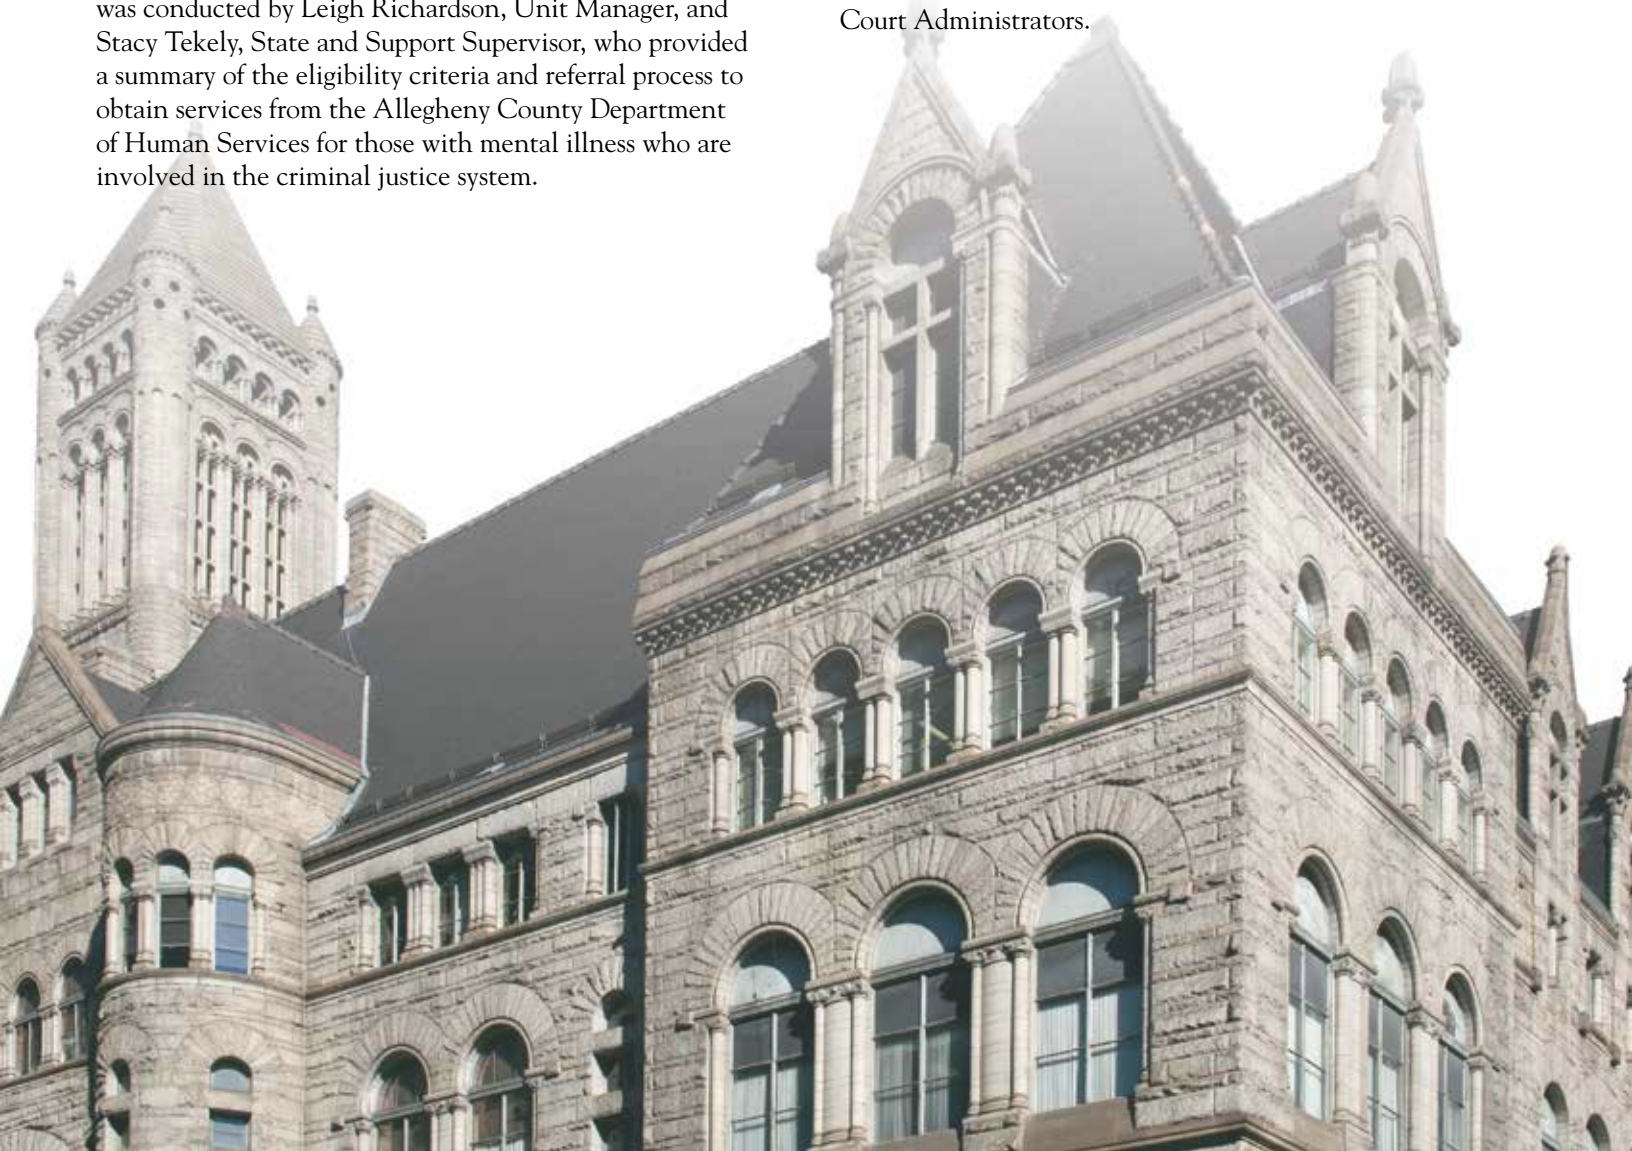 was conducted by Leigh Richardson, Unit Manager, and
Stacy Tekely, State and Support Supervisor, who provided
a summary of the eligibility criteria and referral process to
obtain services from the Allegheny County Department
of Human Services for those with mental illness who are
involved in the criminal justice system.
Court Administrators.